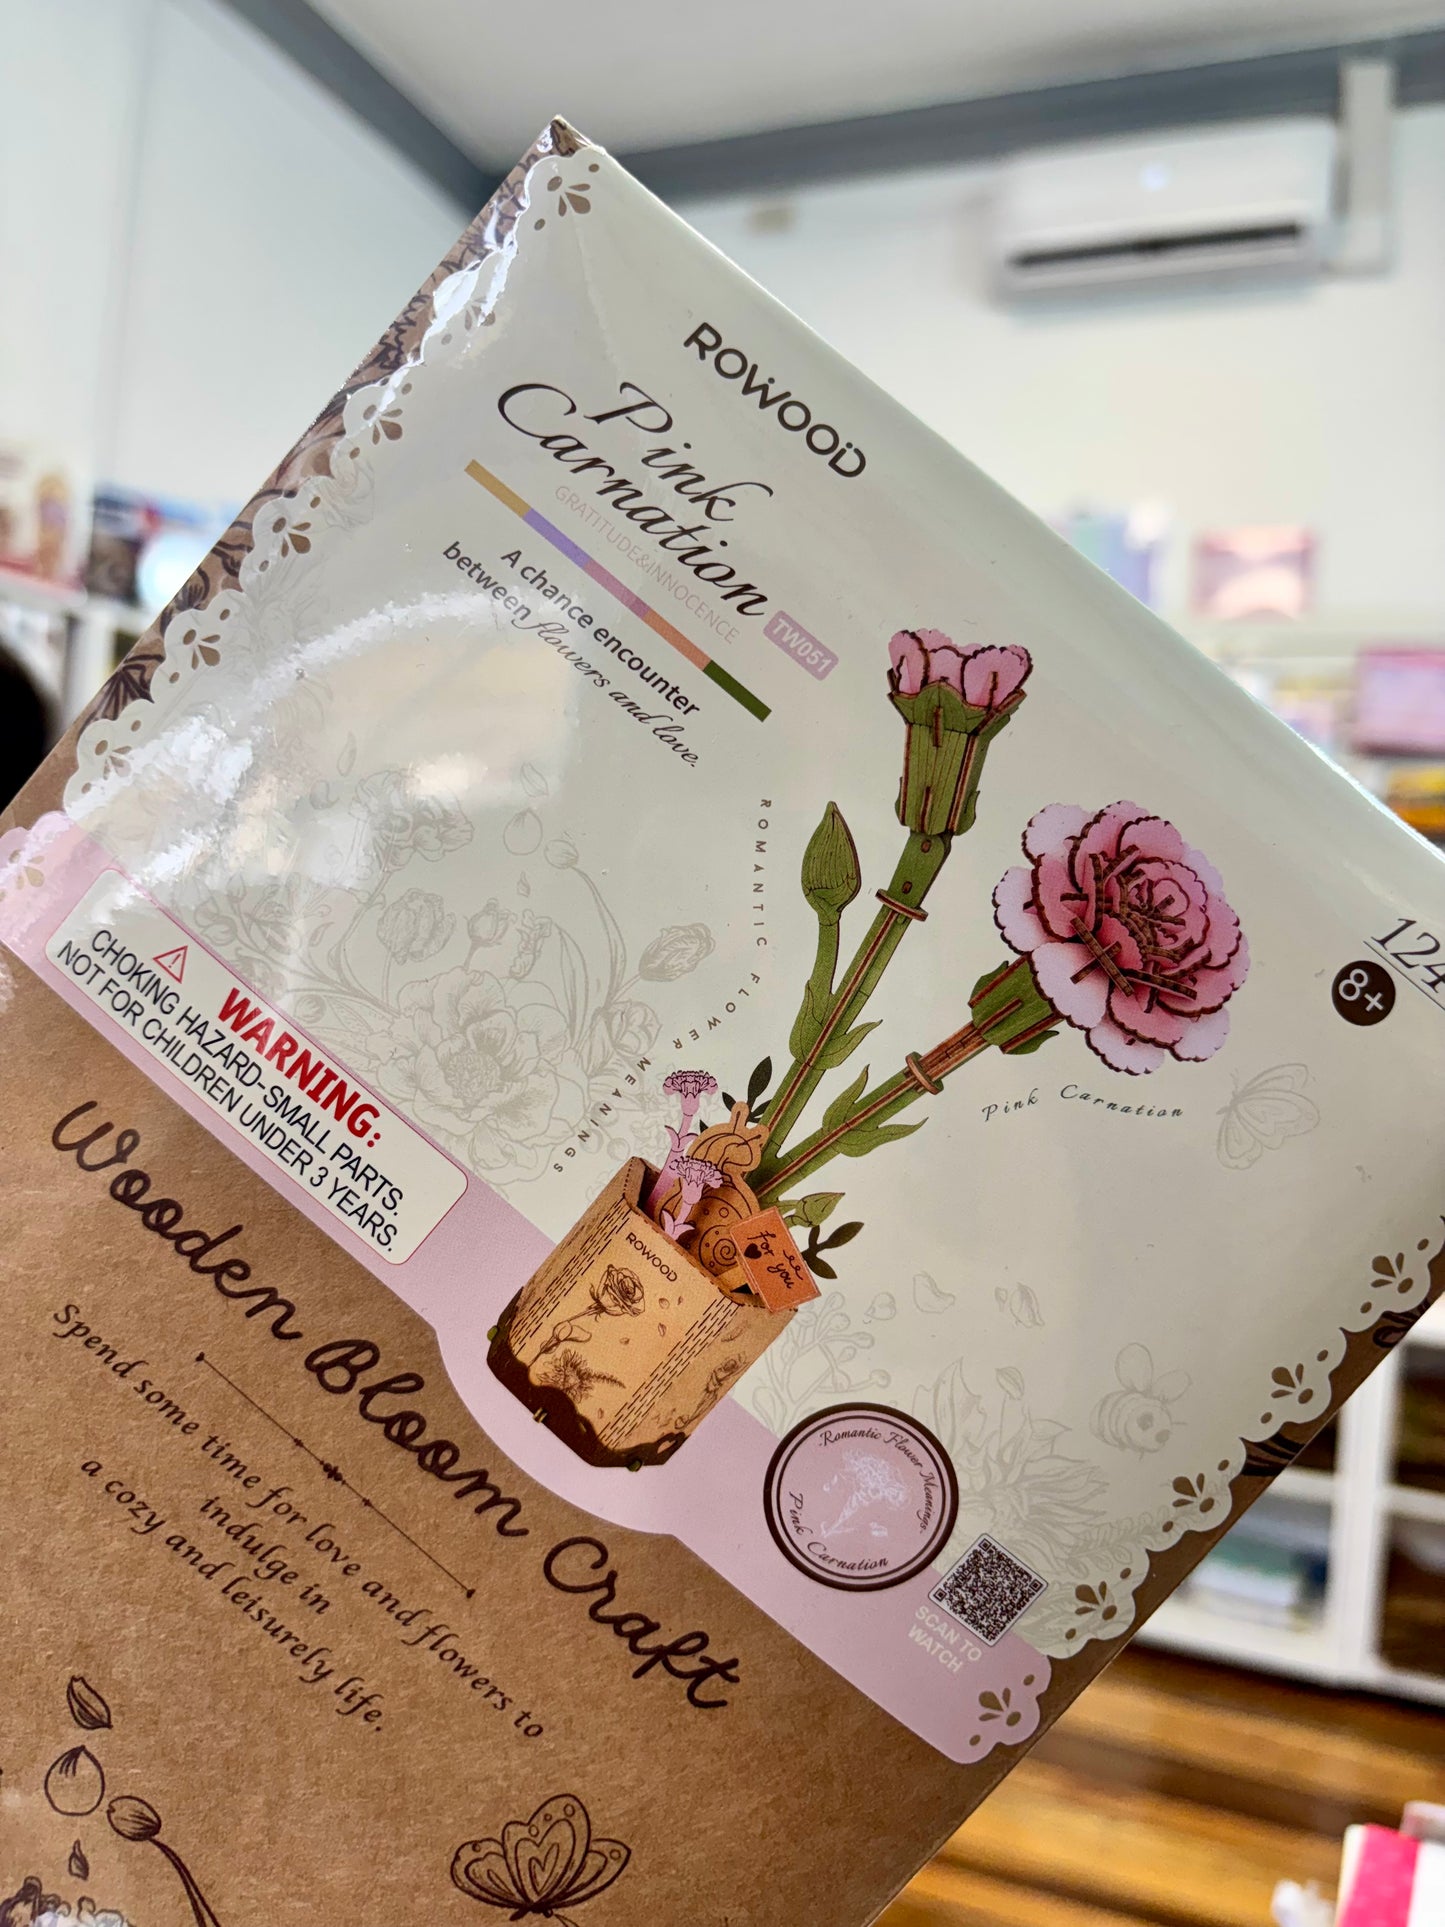 ROWOOD
Pink
Carnation
TW051
GRATITUDE&INNOCENCE
A chance encounter
between flowers and love.
ROMANTIC FLOWER MEANINGS
124
8+
Pink Carnation
WARNING:
CHOKING HAZARD-SMALL PARTS.
NOT FOR CHILDREN UNDER 3 YEARS.
ROWOOD
For
you
Wooden Bloom Craft
Spend some time for love and flowers to
indulge in
a cozy and leisurely life.
Romantic Flower Meanings
Pink Carnation
SCAN TO
WATCH